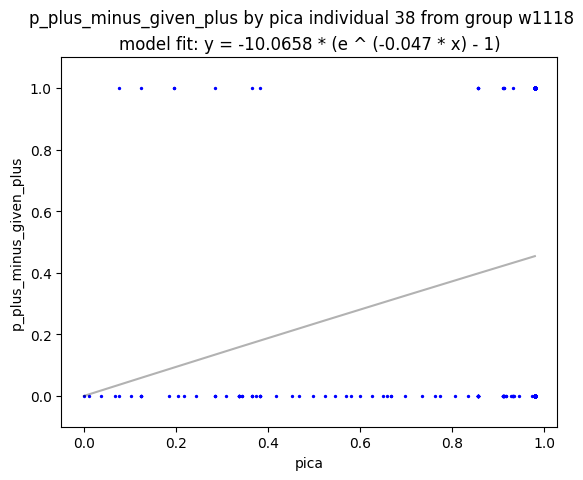 p_plus_minus_given_plus by pica individual 38 from group w1118
model fit: y = -10.0658 * (e ^ (-0.047 * x) - 1)
p_plus_minus_given_plus
1.0
0.8
0.6
0.4
0.2
0.0
0.0 0.2 0.4 0.6 0.8 1.0
pica